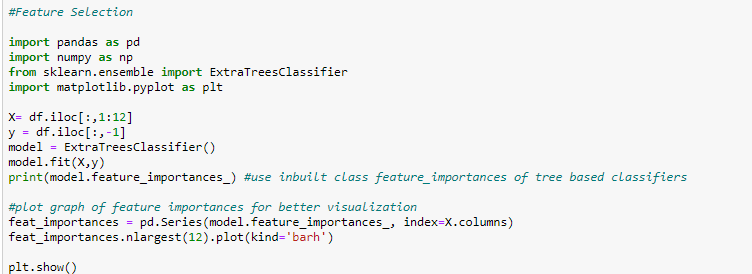 #Feature Selection
import pandas as pd
import numpy as np
from sklearn.ensemble import ExtraTreesClassifier
import matplotlib.pyplot as plt
X= df.iloc[:,1:12]
y = df.iloc[:,-1]
model = ExtraTreesClassifier()
model.fit(X,y)
print(model.feature_importances_) #use inbuilt class feature_importances of tree based classifiers
#plot graph of feature importances for better visualization
feat_importances = pd.Series(model.feature_importances_, index=X.columns)
feat_importances.nlargest(12).plot(kind='barh')
plt.show()